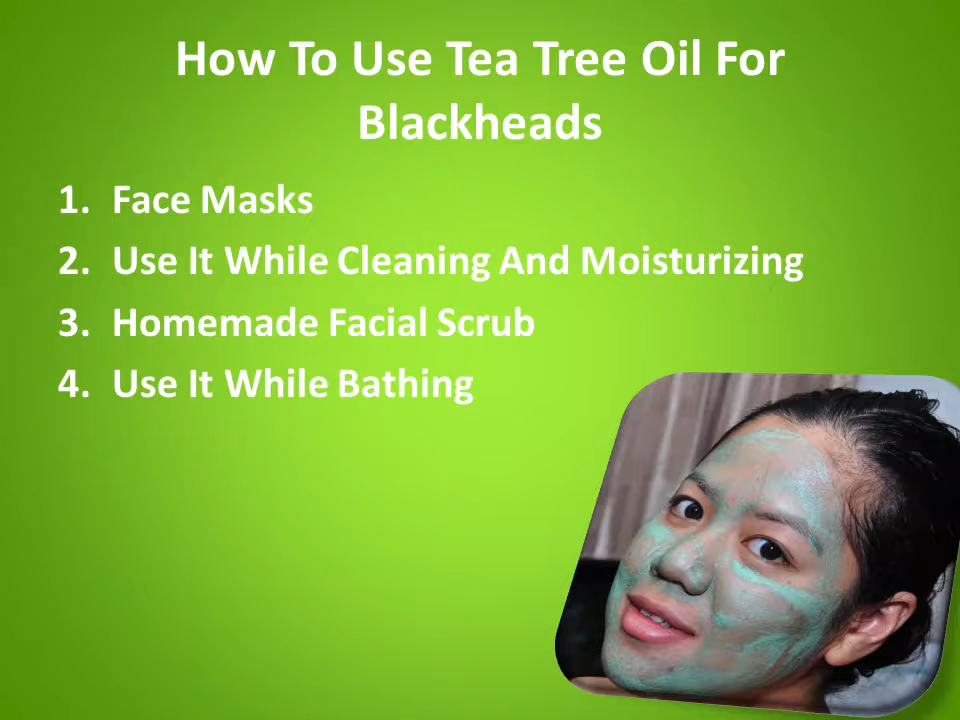 How To Use Tea Tree Oil For
Blackheads
1. Face Masks
2. Use It While Cleaning And Moisturizing
3. Homemade Facial Scrub
4. Use It While Bathing